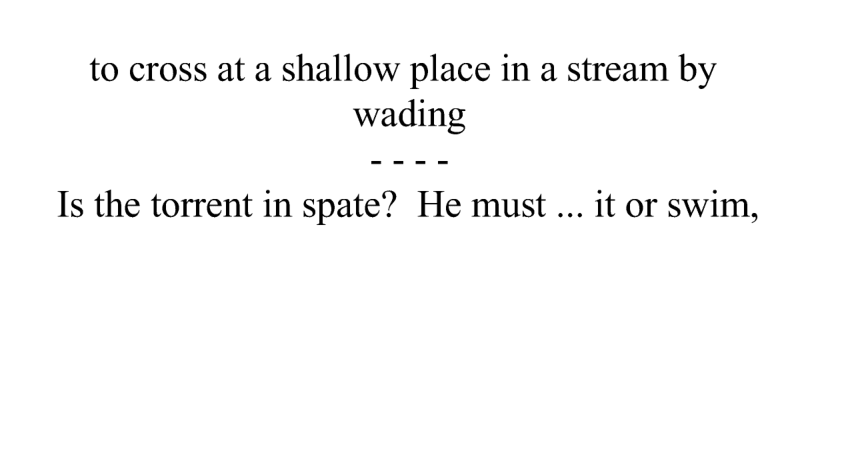 to cross at a shallow place in a stream by
wading
- - - -
Is the torrent in spate?  He must ... it or swim,